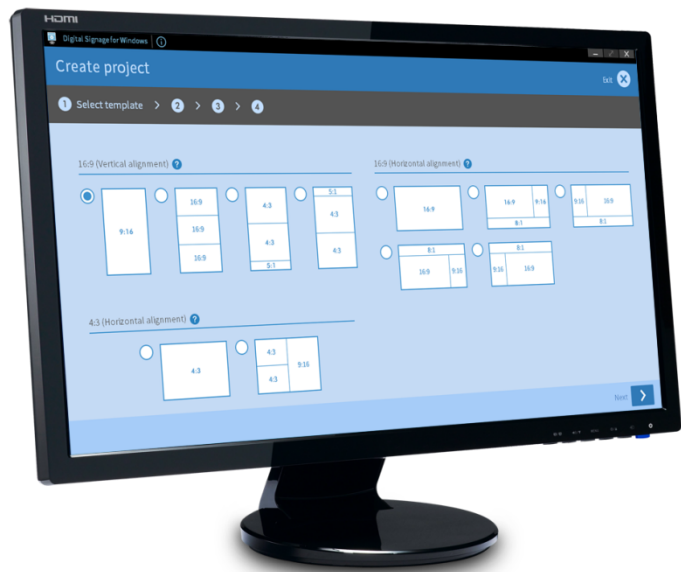 HDMI
Digital Signage for Windows
Create project
Exit
1 Select template > 2 > 3 > 4
16:9 (Vertical alignment) ?
9:16
16:9
16:9
16:9
4:3
4:3
5:1
5:1
4:3
4:3
16:9 (Horizontal alignment) ?
16:9
16:9 9:16
8:1
9:16 16:9
8:1
8:1
16:9 9:16
8:1
9:16 16:9
4:3 (Horizontal alignment) ?
4:3
4:3
4:3
9:16
Next